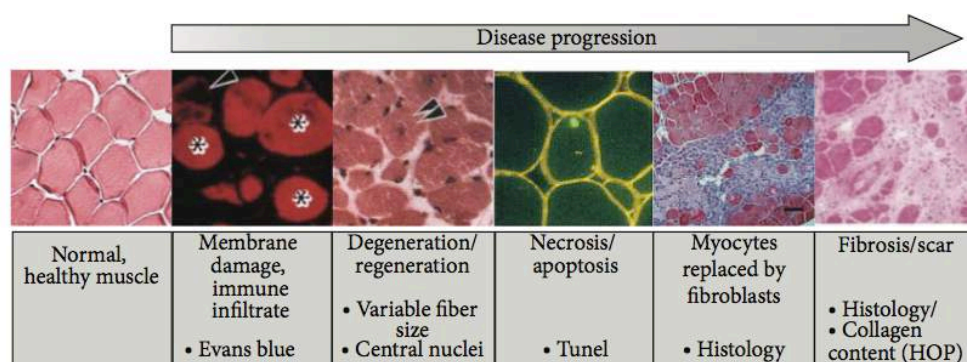 Disease progression
Normal,
healthy muscle
Membrane
damage,
immune
infiltrate
• Evans blue
Degeneration/
regeneration
• Variable fiber
size
• Central nuclei
Necrosis/
apoptosis
• Tunel
Myocytes
replaced by
fibroblasts
• Histology
Fibrosis/scar
• Histology/
• Collagen
content (HOP)